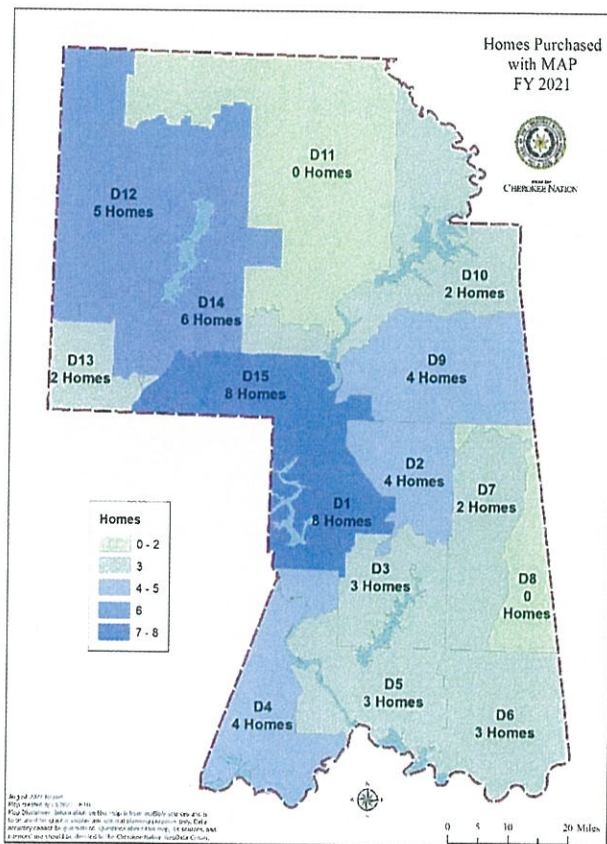 Homes Purchased
with MAP
FY 2021
CHEROKEE NATION
D11
0 Homes
D12
5 Homes
D10
2 Homes
D14
6 Homes
D13
2 Homes
D15
8 Homes
D9
4 Homes
D2
4 Homes
D7
2 Homes
D1
8 Homes
D3
3 Homes
D8
0
Homes
D5
3 Homes
D4
4 Homes
D6
3 Homes
Homes
0 - 2
3
4 - 5
6
7 - 8
0
10
20 Miles